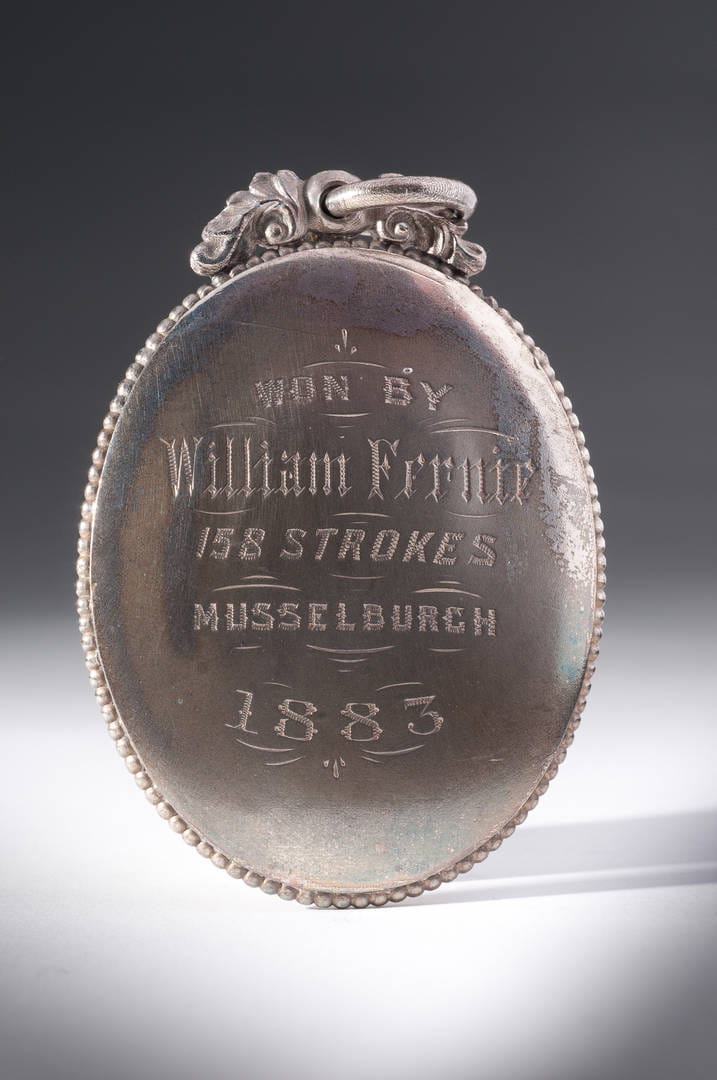 WON BY
William Fernie
158 STROKES
MUSSELBURGH
1883